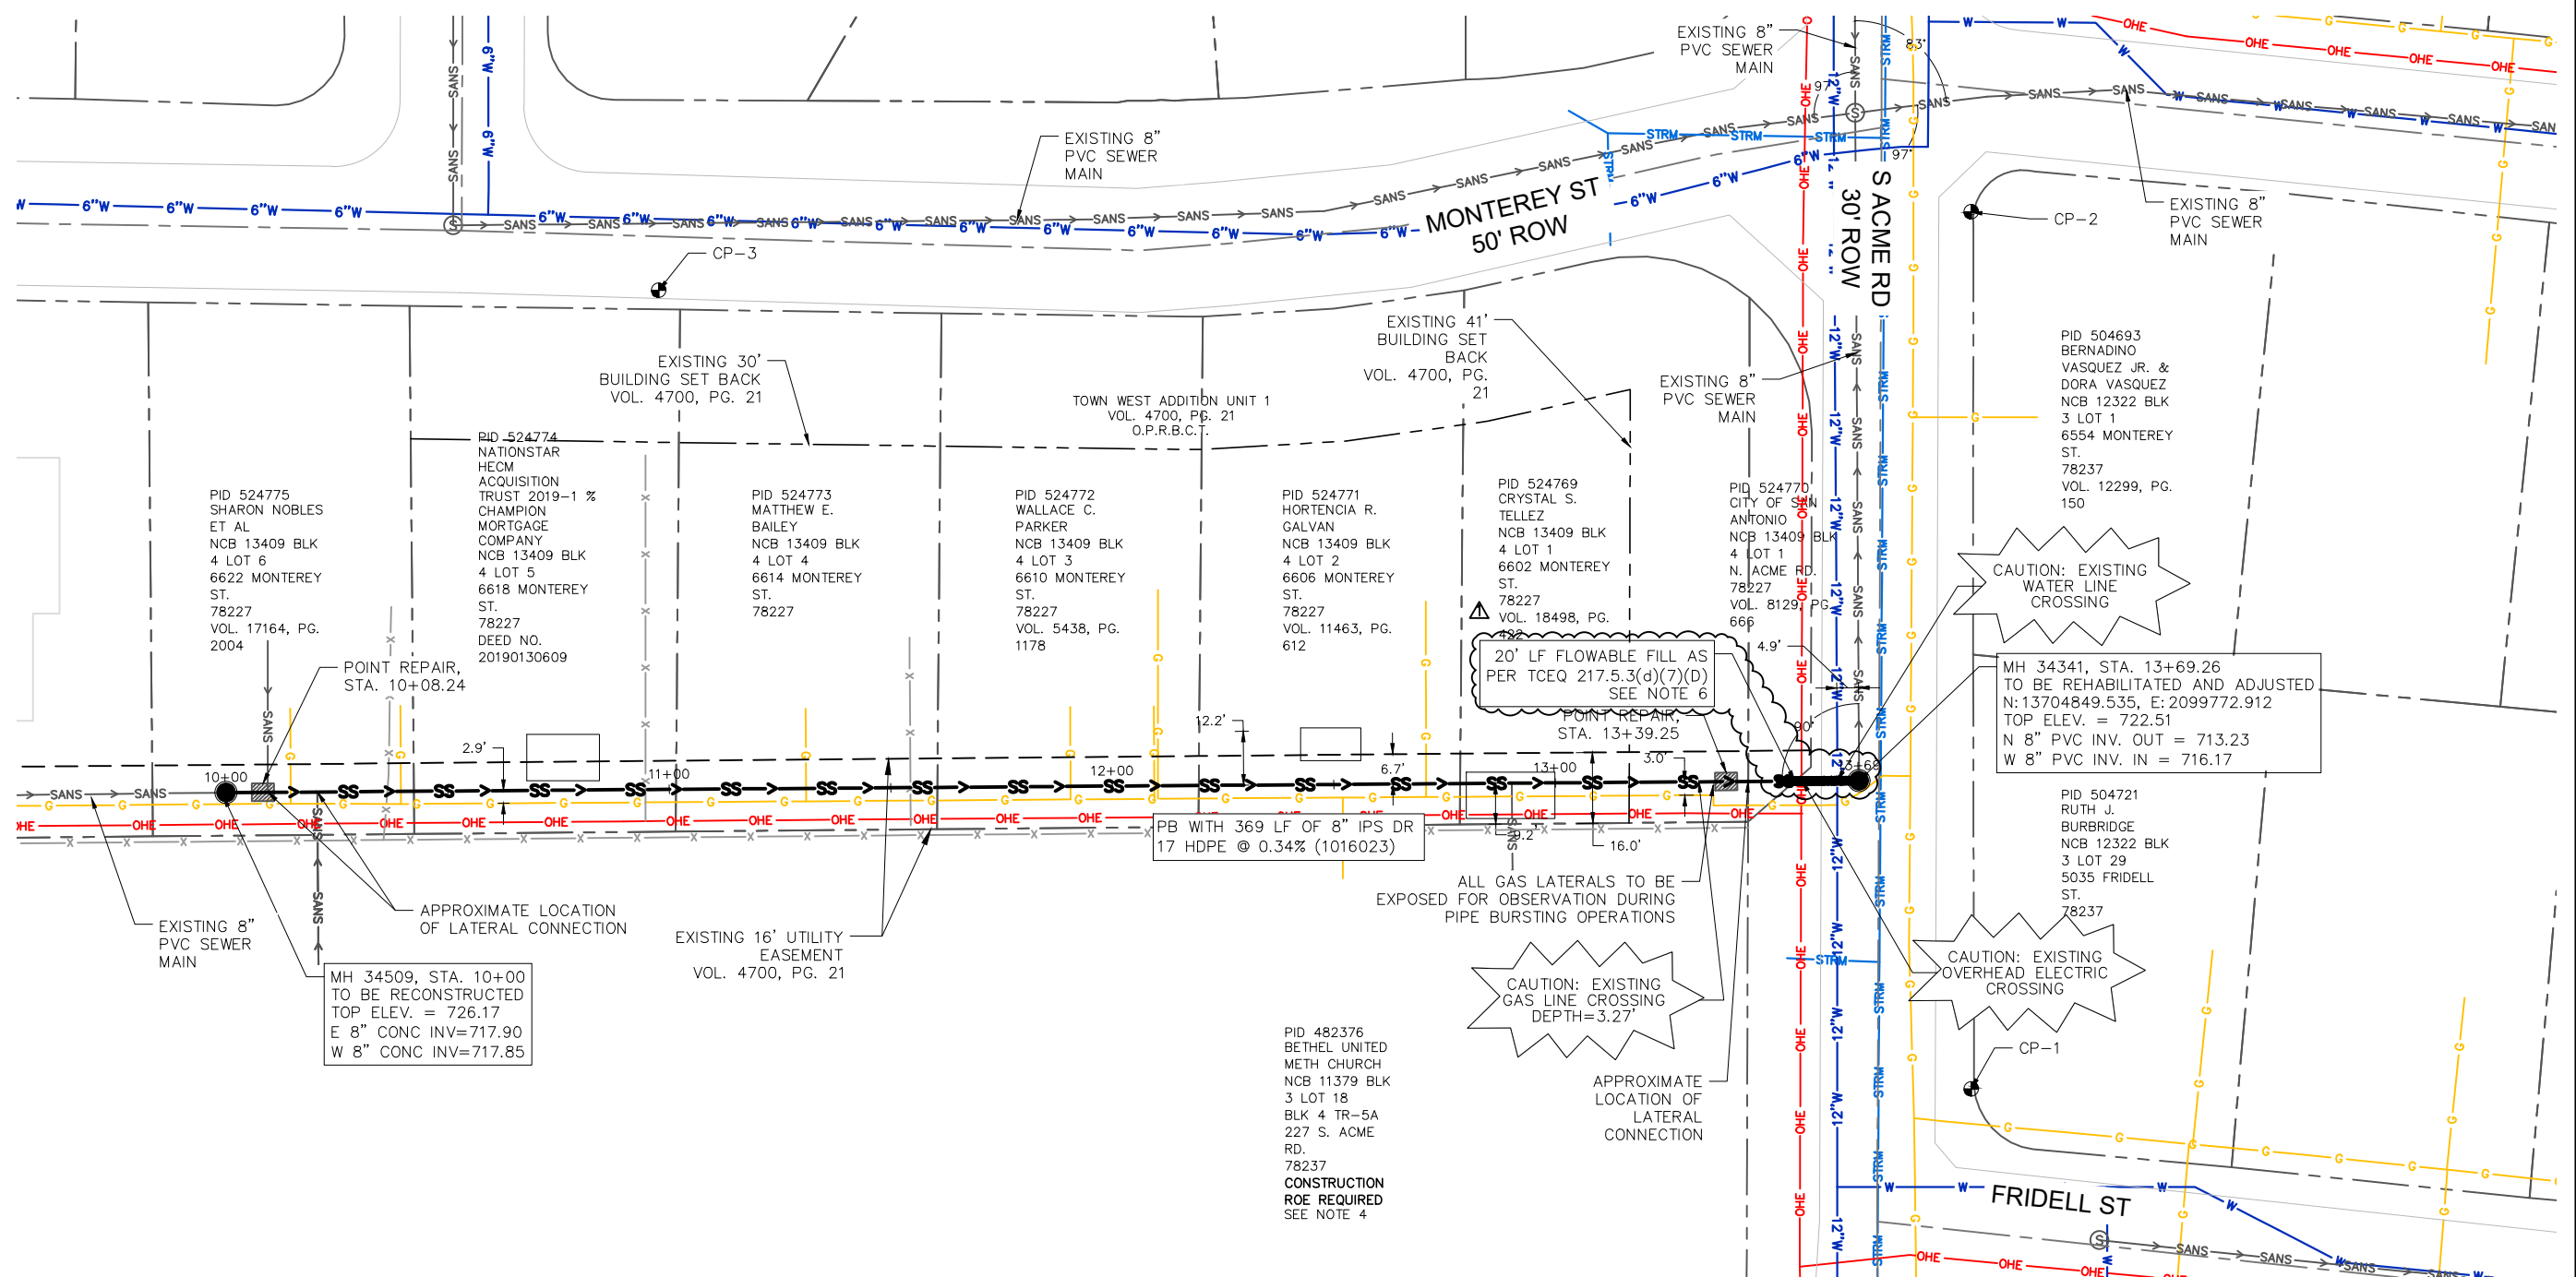 EXISTING 8"
PVC SEWER
MAIN
EXISTING 8"
PVC SEWER
MAIN
83'
97'
97'
MONTEREY ST
50' ROW
S ACME RD
30' ROW
CP-2
EXISTING 8"
PVC SEWER
MAIN
CP-3
EXISTING 30'
BUILDING SET BACK
VOL. 4700, PG. 21
TOWN WEST ADDITION UNIT 1
VOL. 4700, PG. 21
O.P.R.B.C.T.
EXISTING 41'
BUILDING SET
BACK
VOL. 4700, PG.
21
EXISTING 8"
PVC SEWER
MAIN
PID 504693
BERNADINO
VASQUEZ JR. &
DORA VASQUEZ
NCB 12322 BLK
3 LOT 1
6554 MONTEREY
ST.
78237
VOL. 12299, PG.
150
PID 524775
SHARON NOBLES
ET AL
NCB 13409 BLK
4 LOT 6
6622 MONTEREY
ST.
78227
VOL. 17164, PG.
2004
PID 524774
NATIONSTAR
HECM
ACQUISITION
TRUST 2019-1 %
CHAMPION
MORTGAGE
COMPANY
NCB 13409 BLK
4 LOT 5
6618 MONTEREY
ST.
78227
DEED NO.
20190130609
PID 524773
MATTHEW E.
BAILEY
NCB 13409 BLK
4 LOT 4
6614 MONTEREY
ST.
78227
PID 524772
WALLACE C.
PARKER
NCB 13409 BLK
4 LOT 3
6610 MONTEREY
ST.
78227
VOL. 5438, PG.
1178
PID 524771
HORTENCIA R.
GALVAN
NCB 13409 BLK
4 LOT 2
6606 MONTEREY
ST.
78227
VOL. 11463, PG.
612
PID 524769
CRYSTAL S.
TELLEZ
NCB 13409 BLK
4 LOT 1
6602 MONTEREY
ST.
78227
VOL. 18498, PG.
422
PID 524770
CITY OF SAN
ANTONIO
NCB 13409 BLK
4 LOT 1
N. ACME RD.
78227
VOL. 8129, PG.
666
CAUTION: EXISTING
WATER LINE
CROSSING
20' LF FLOWABLE FILL AS
PER TCEQ 217.5.3(d)(7)(D)
SEE NOTE 6
4.9'
90'
MH 34341, STA. 13+69.26
TO BE REHABILITATED AND ADJUSTED
N:13704849.535, E:2099772.912
TOP ELEV. = 722.51
N 8" PVC INV. OUT = 713.23
W 8" PVC INV. IN = 716.17
POINT REPAIR,
STA. 10+08.24
POINT REPAIR,
STA. 13+39.25
2.9'
12.2'
6.7'
3.0'
9.2'
16.0'
10+00
11+00
12+00
13+00
13+69
PB WITH 369 LF OF 8" IPS DR
17 HDPE @ 0.34% (1016023)
PID 504721
RUTH J.
BURBRIDGE
NCB 12322 BLK
3 LOT 29
5035 FRIDELL
ST.
78237
ALL GAS LATERALS TO BE
EXPOSED FOR OBSERVATION DURING
PIPE BURSTING OPERATIONS
EXISTING 8"
PVC SEWER
MAIN
APPROXIMATE LOCATION
OF LATERAL CONNECTION
EXISTING 16' UTILITY
EASEMENT
VOL. 4700, PG. 21
MH 34509, STA. 10+00
TO BE RECONSTRUCTED
TOP ELEV. = 726.17
E 8" CONC INV=717.90
W 8" CONC INV=717.85
CAUTION: EXISTING
GAS LINE CROSSING
DEPTH=3.27'
CAUTION: EXISTING
OVERHEAD ELECTRIC
CROSSING
CP-1
PID 482376
BETHEL UNITED
METH CHURCH
NCB 11379 BLK
3 LOT 18
BLK 4 TR-5A
227 S. ACME
RD.
78237
CONSTRUCTION
ROE REQUIRED
SEE NOTE 4
APPROXIMATE
LOCATION OF
LATERAL
CONNECTION
FRIDELL ST
SANS
6"W
12"W
STRM
OHE
SS
G
W
X
S